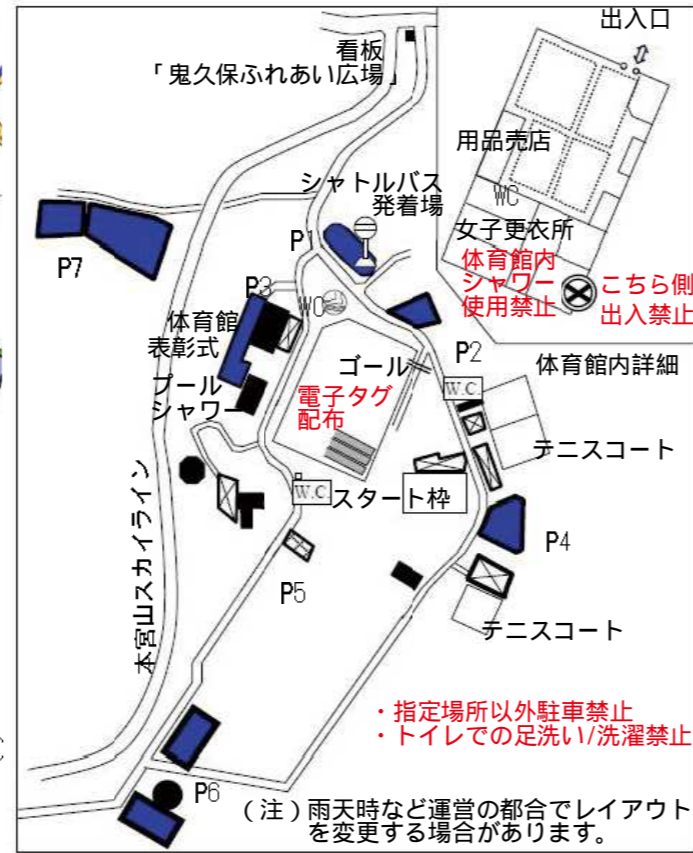 看板
「鬼久保ふれあい広場」
出入口
用品売店
WC
女子更衣所
体育館内
シャワー
使用禁止
こちら側
出入禁止
体育館内詳細
シャトルバス
発着場
P1
P7
P3
WC
体育館
表彰式
プール
シャワー
ゴール
P2
W.C.
電子タグ
配布
テニスコート
W.C.
スタート枠
P4
P5
テニスコート
本宮山スカイライン
・指定場所以外駐車禁止
・トイレでの足洗い/洗濯禁止
P6
（注）雨天時など運営の都合でレイアウト
を変更する場合があります。